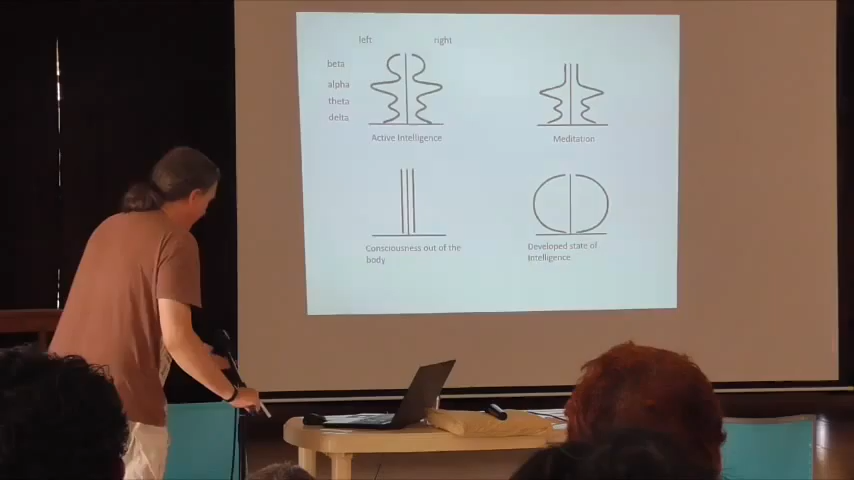 left right
beta
alpha
theta
delta
Active Intelligence
Meditation
Consciousness out of the
body
Developed state of
Intelligence